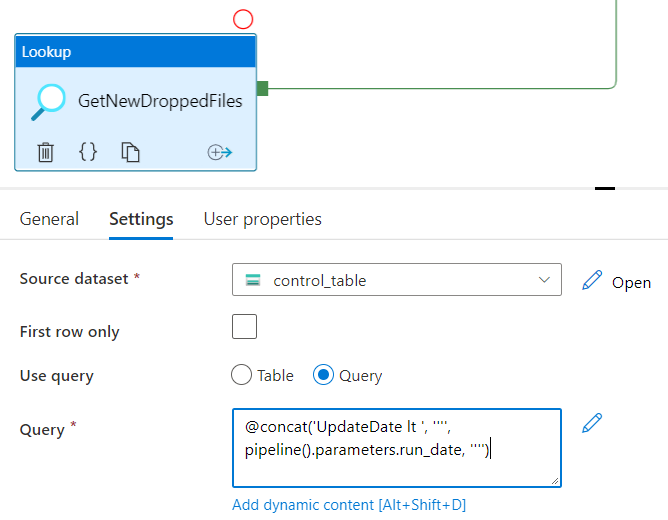 Lookup
GetNewDroppedFiles
{}
General Settings User properties
Source dataset * control_table Open
First row only
Use query Table Query
Query * @concat('UpdateDate lt ', '''',
pipeline().parameters.run_date, '''')
Add dynamic content [Alt+Shift+D]